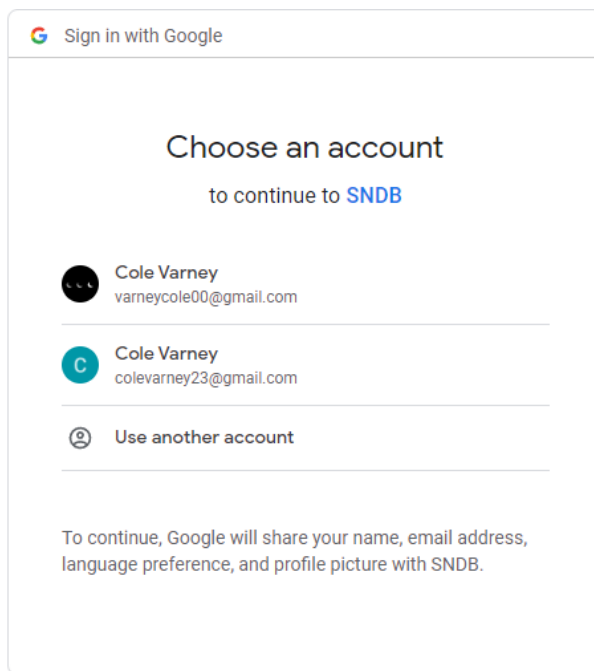 Sign in with Google
Choose an account
to continue to SNDB
Cole Varney
varneycole00@gmail.com
C
Cole Varney
colevarney23@gmail.com
Use another account
To continue, Google will share your name, email address,
language preference, and profile picture with SNDB.